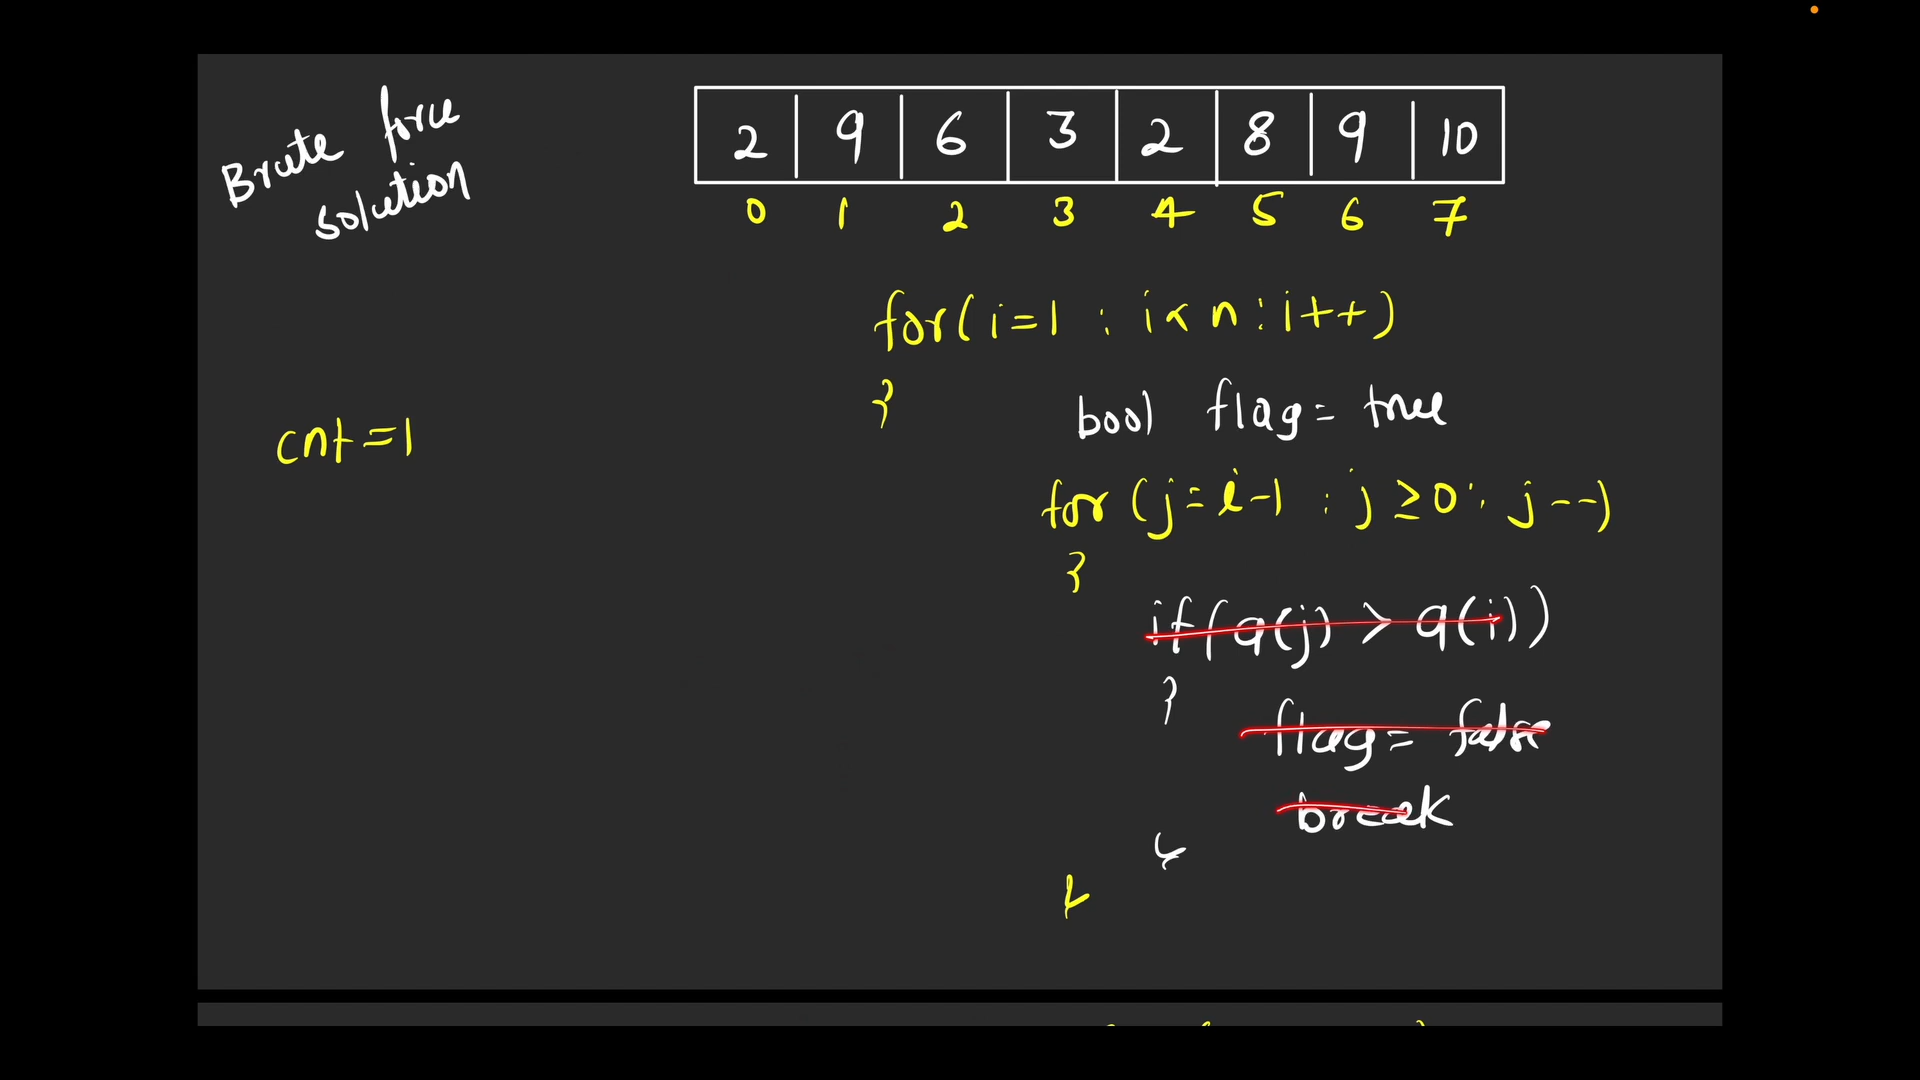 Brute force
solution
2 9 6 3 2 8 9 10
0 1 2 3 4 5 6 7
for( i=1 ; i< n ; i++)
{
bool flag = true
cnt=1
for (j=i-1 ; j ≥0 ; j--)
{
if( a(j) > a(i))
{
flag = false
break
}
}